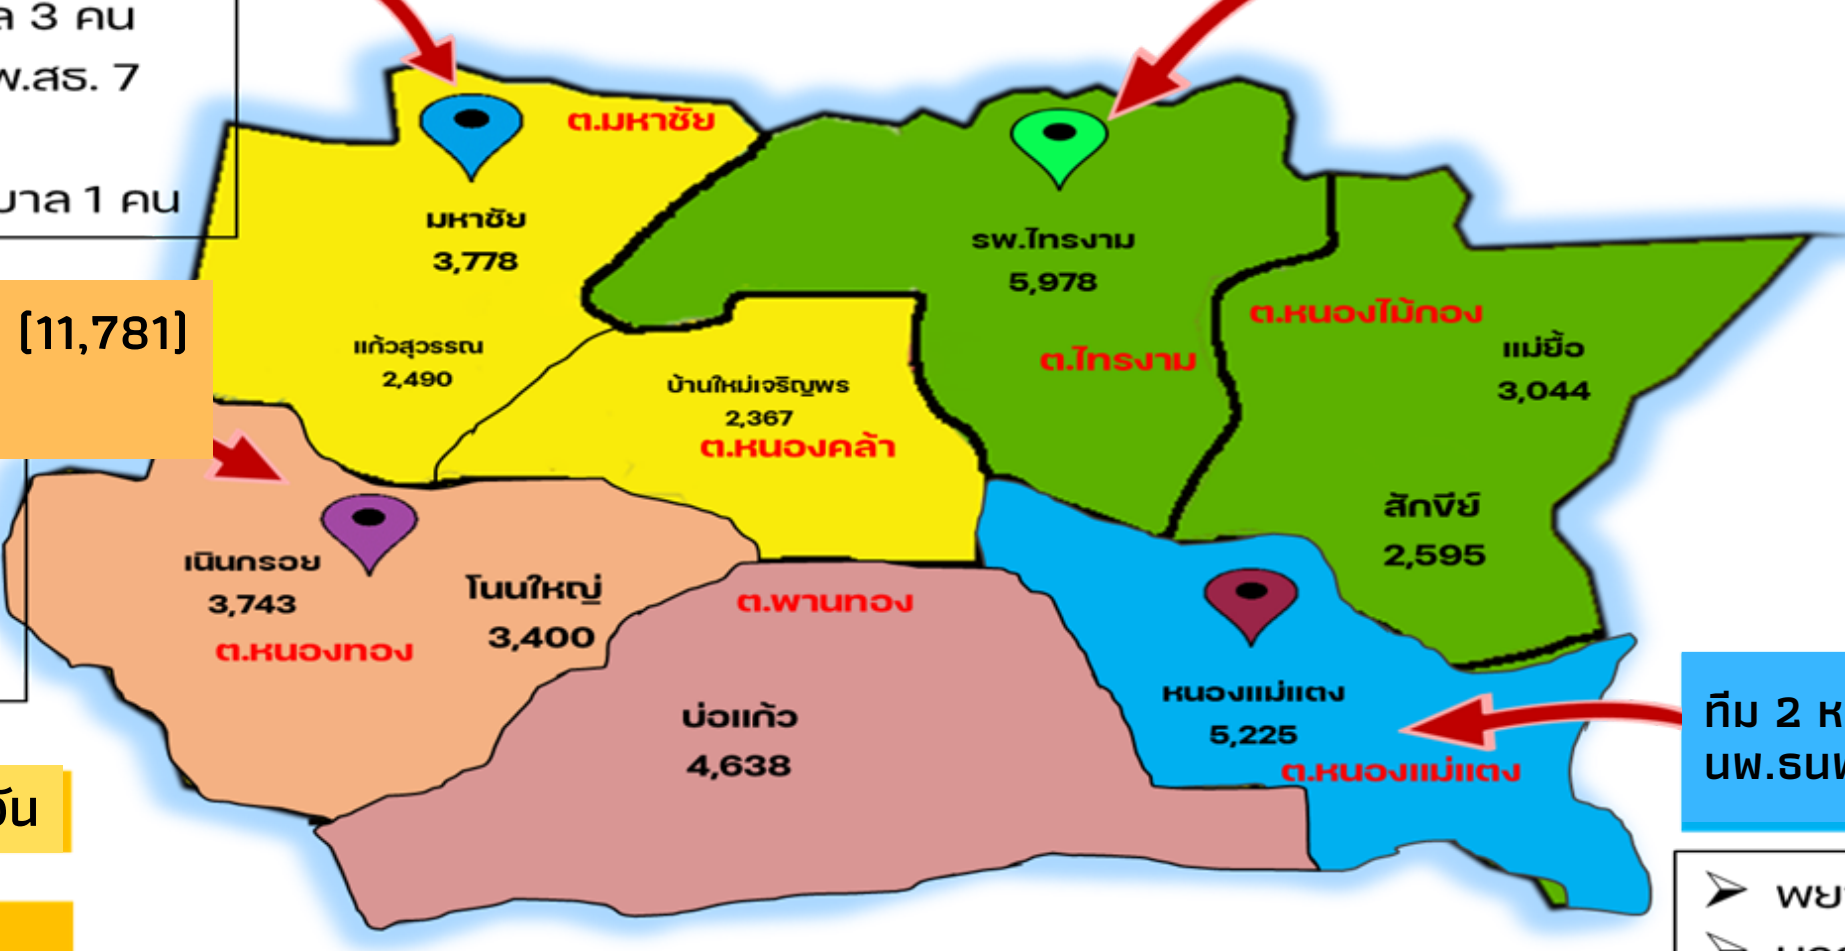 ล 3 คน
พ.สธ. 7
บาล 1 คน
(11,781)
ต.มหาชัย
มหาชัย
3,778
รพ.ไทรงาม
5,978
ต.หนองไม้กอง
แม่ยื้อ
3,044
แก้วสุวรรณ
2,490
ต.ไทรงาม
บ้านใหม่เจริญพร
2,367
ต.หนองคล้า
สักขีย์
2,595
เนินกรอย
3,743
โนนใหญ่
3,400
ต.หนองทอง
ต.พานทอง
บ่อแก้ว
4,638
หนองแม่แตง
5,225
ต.หนองแม่แตง
ทีม 2 ห
นพ.ธนพ
วัน
พย